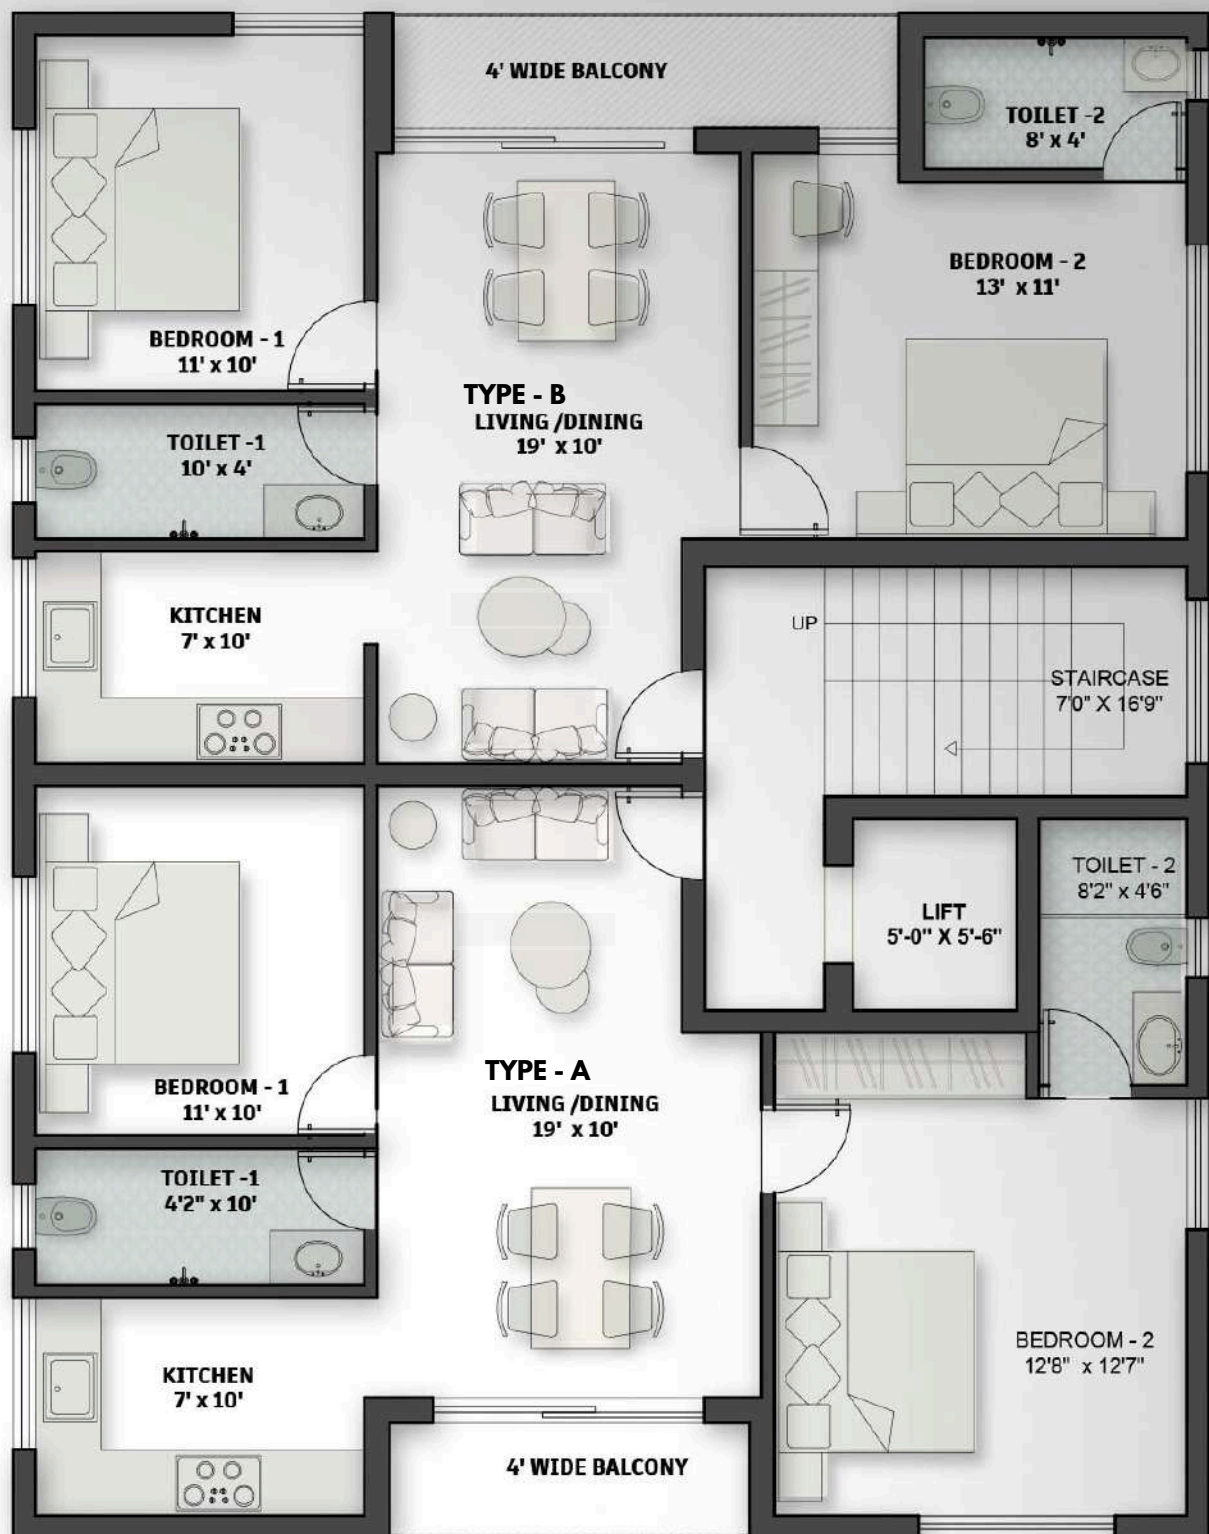 4' WIDE BALCONY
TOILET -2
8' x 4'
BEDROOM - 2
13' x 11'
BEDROOM - 1
11' x 10'
TYPE - B
LIVING /DINING
19' x 10'
TOILET -1
10' x 4'
KITCHEN
7' x 10'
UP
STAIRCASE
7'0" X 16'9"
TOILET - 2
8'2" x 4'6"
LIFT
5'-0" X 5'-6"
TYPE - A
LIVING /DINING
19' x 10'
BEDROOM - 1
11' x 10'
TOILET -1
4'2" x 10'
BEDROOM - 2
12'8" x 12'7"
KITCHEN
7' x 10'
4' WIDE BALCONY